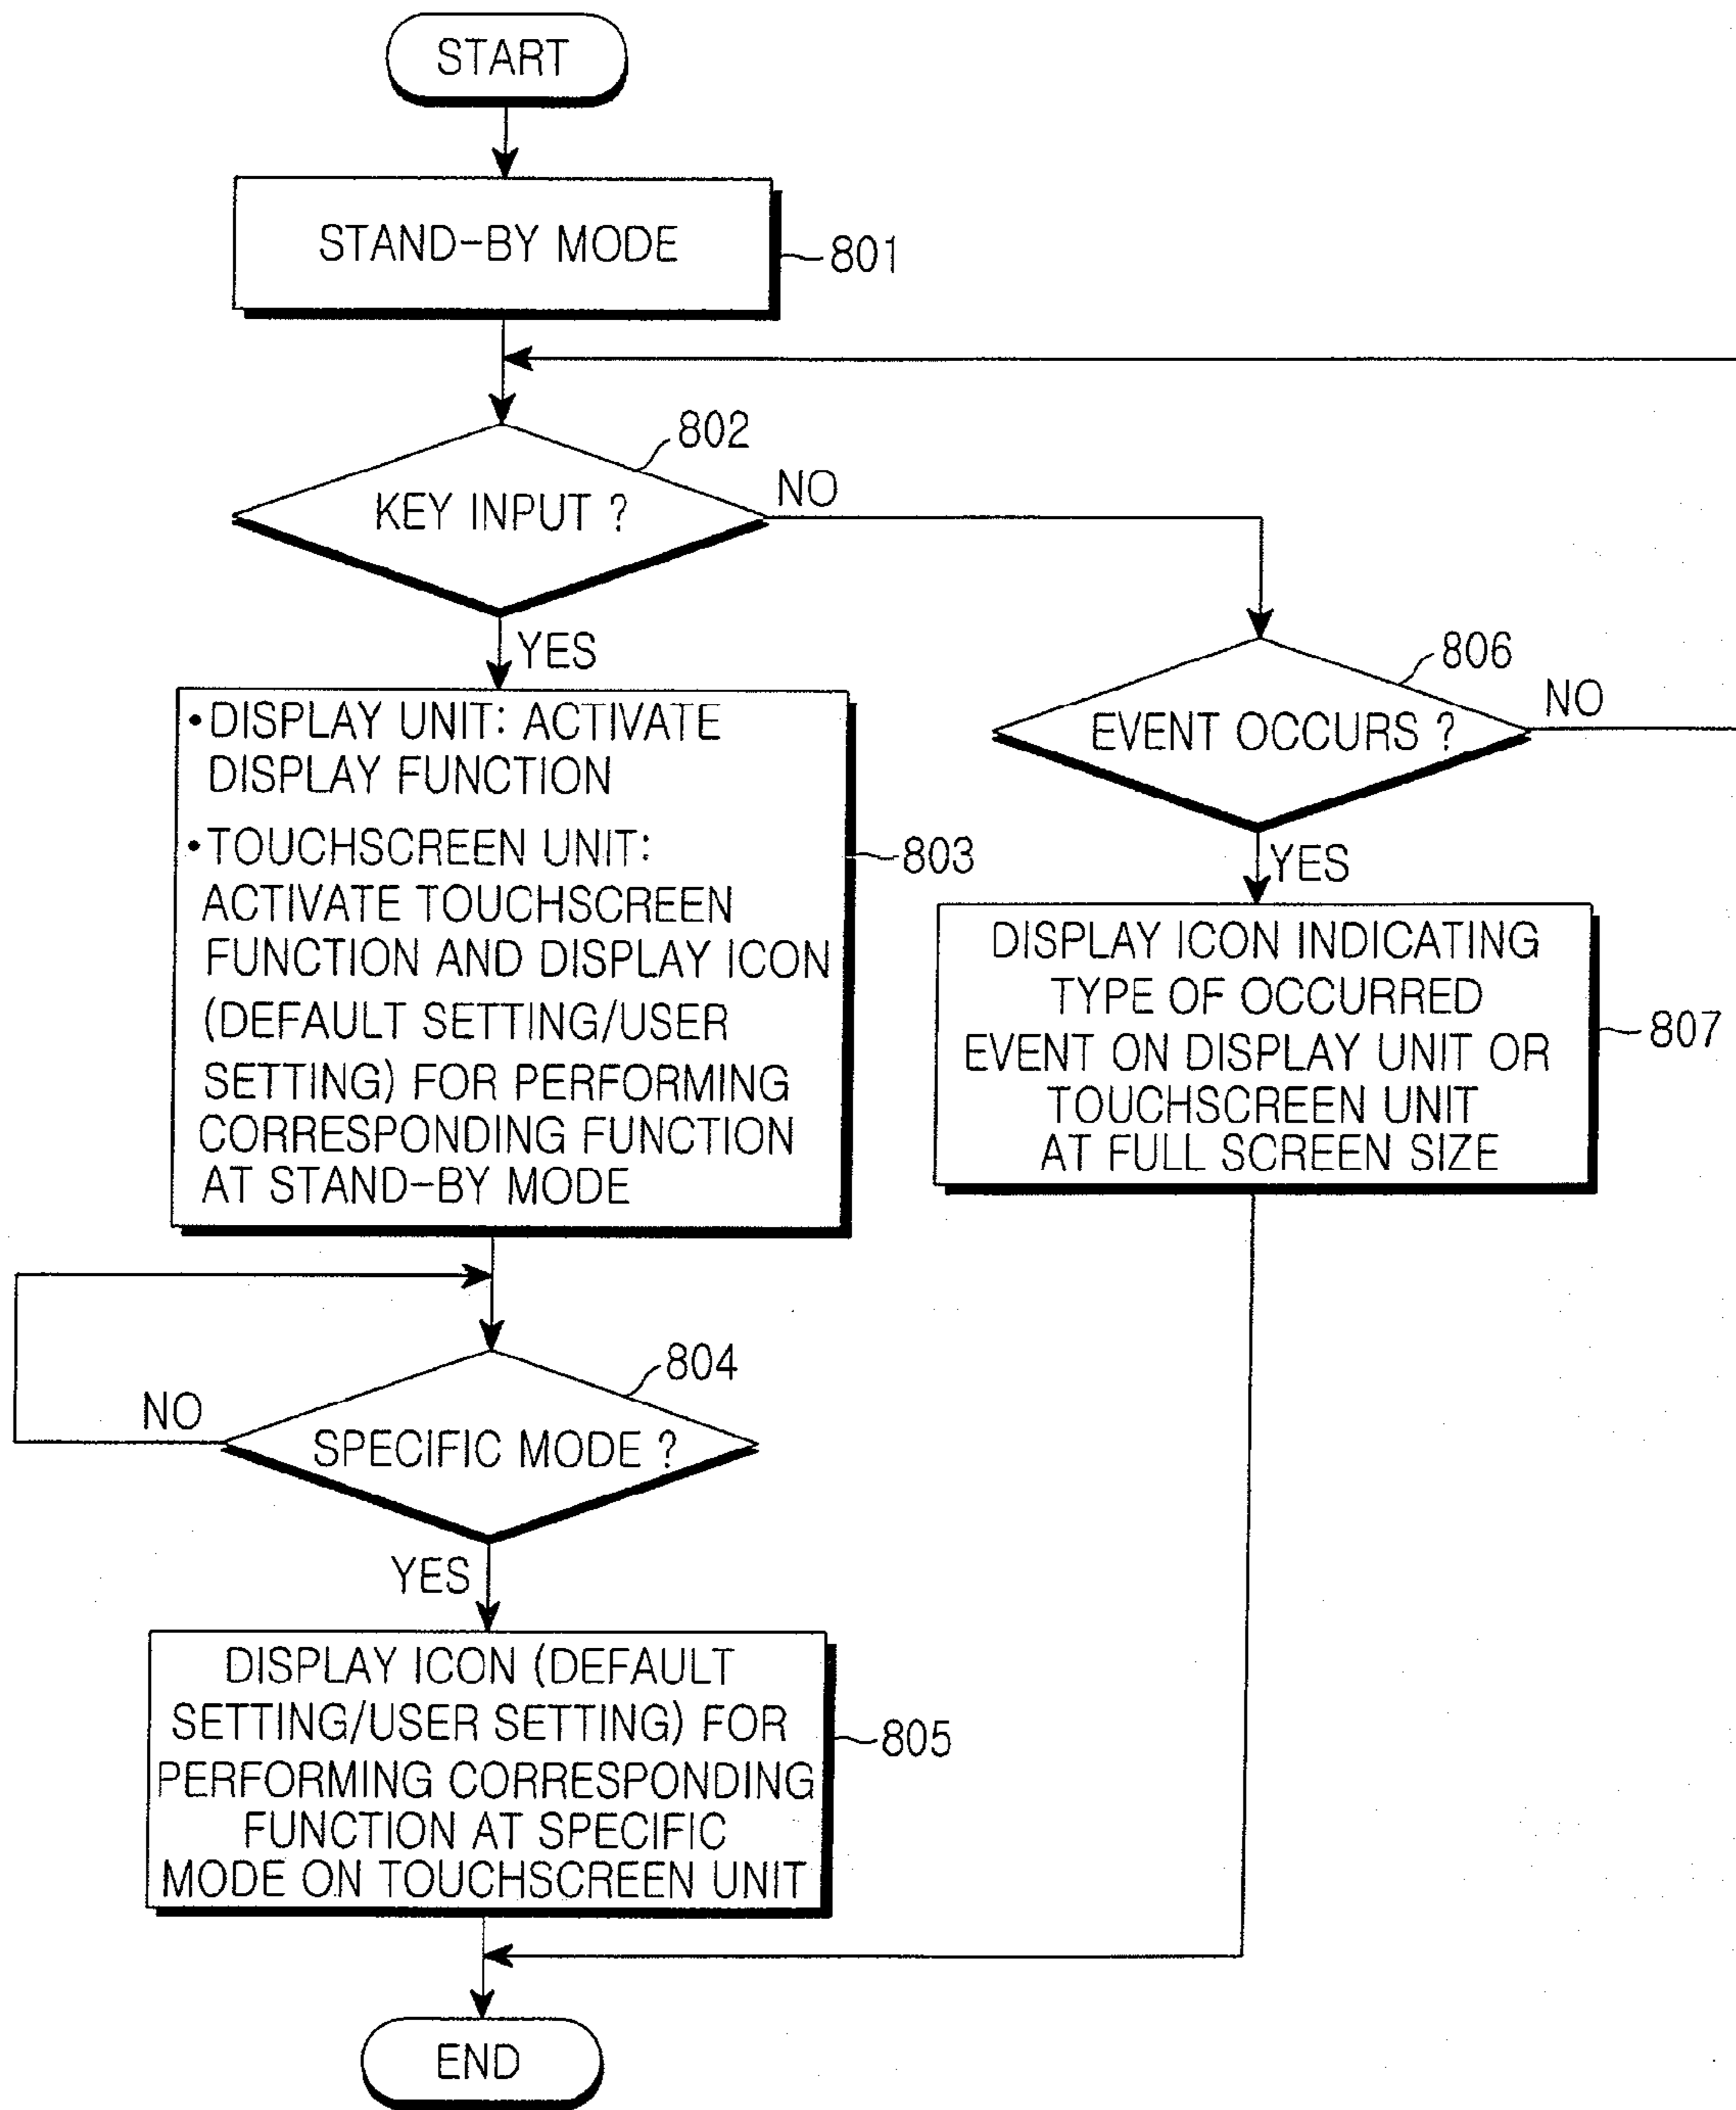 START
STAND-BY MODE
801
802
KEY INPUT ?
NO
YES
• DISPLAY UNIT: ACTIVATE
DISPLAY FUNCTION
• TOUCHSCREEN UNIT:
ACTIVATE TOUCHSCREEN
FUNCTION AND DISPLAY ICON
(DEFAULT SETTING/USER
SETTING) FOR PERFORMING
CORRESPONDING FUNCTION
AT STAND-BY MODE
803
806
EVENT OCCURS ?
NO
YES
DISPLAY ICON INDICATING
TYPE OF OCCURRED
EVENT ON DISPLAY UNIT OR
TOUCHSCREEN UNIT
AT FULL SCREEN SIZE
807
804
NO
SPECIFIC MODE ?
YES
DISPLAY ICON (DEFAULT
SETTING/USER SETTING) FOR
PERFORMING CORRESPONDING
FUNCTION AT SPECIFIC
MODE ON TOUCHSCREEN UNIT
805
END